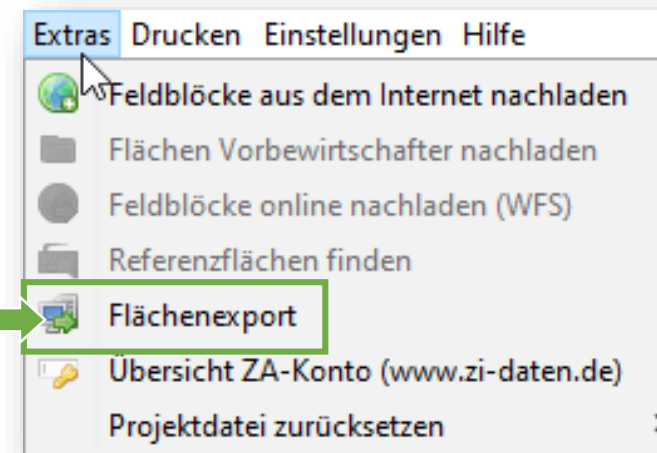 Extras Drucken Einstellungen Hilfe
Feldblöcke aus dem Internet nachladen
Flächen Vorbewirtschafter nachladen
Feldblöcke online nachladen (WFS)
Referenzflächen finden
Flächenexport
Übersicht ZA-Konto (www.zi-daten.de)
Projektdatei zurücksetzen